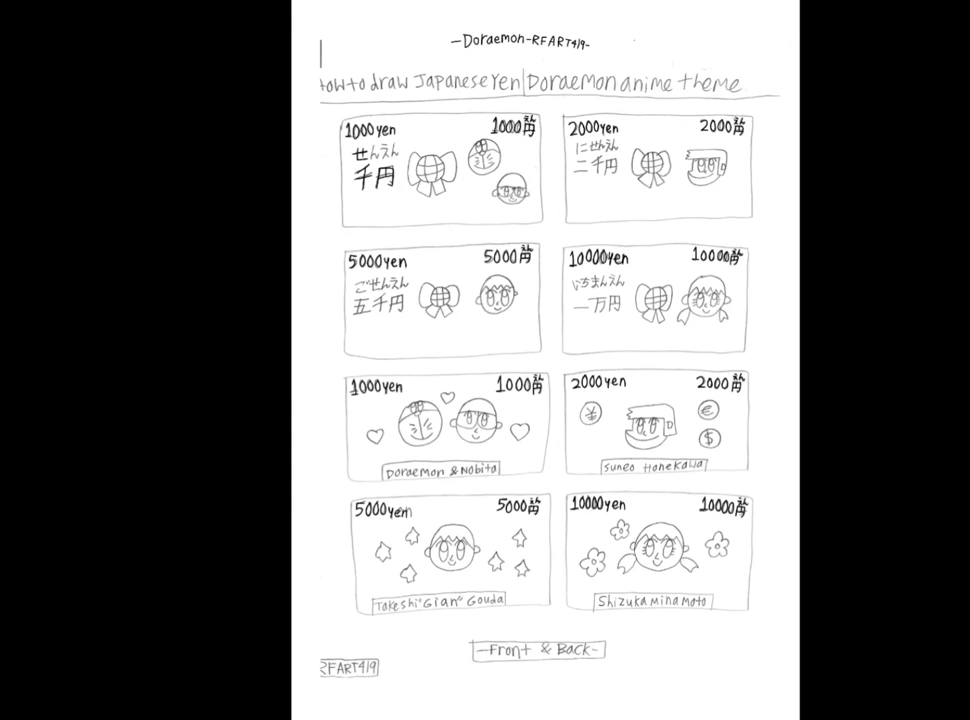 -Doraemon-RFART419-
How to draw Japanese Yen | Doraemon anime theme
1000yen 1000円
せんえん
千円
2000yen 2000円
にせんえん
二千円
5000yen 5000円
ごせんえん
五千円
10000yen 10000円
いちまんえん
一万円
1000yen 1000円
Doraemon & Nobita
2000yen 2000円
¥ €
$
Suneo Honekawa
5000yen 5000円
Takeshi "Gian" Gouda
10000yen 10000円
Shizuka Minamoto
-Front & Back-
RFART419